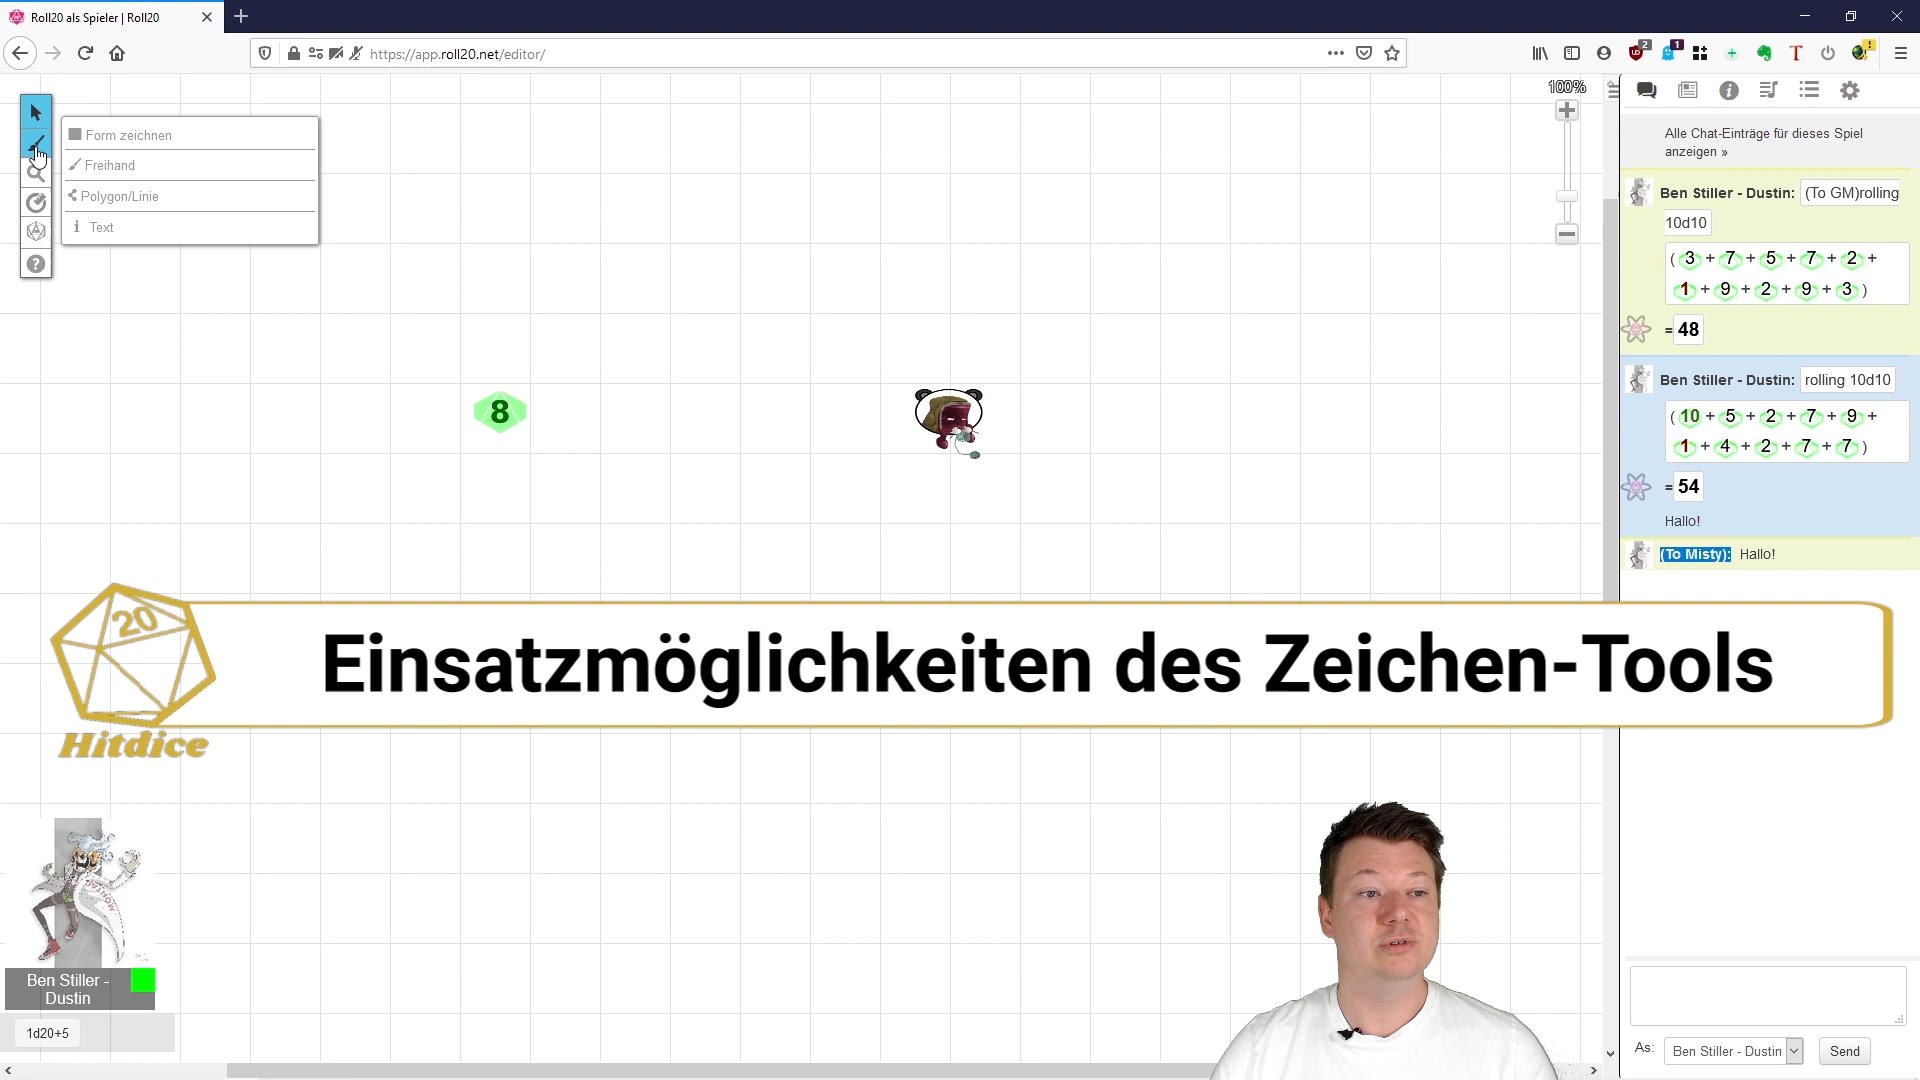 Roll20 als Spieler | Roll20
https://app.roll20.net/editor/
2
1
!
100%
Form zeichnen
Freihand
Polygon/Linie
Text
8
Alle Chat-Einträge für dieses Spiel
anzeigen »
Ben Stiller - Dustin: (To GM)rolling
10d10
(3+7+5+7+2+
1+9+2+9+3)
=48
Ben Stiller - Dustin: rolling 10d10
(10+5+2+7+9+
1+4+2+7+7)
=54
Hallo!
(To Misty): Hallo!
20
Einsatzmöglichkeiten des Zeichen-Tools
Hitdice
Ben Stiller -
Dustin
1d20+5
As: Ben Stiller - Dustin
Send